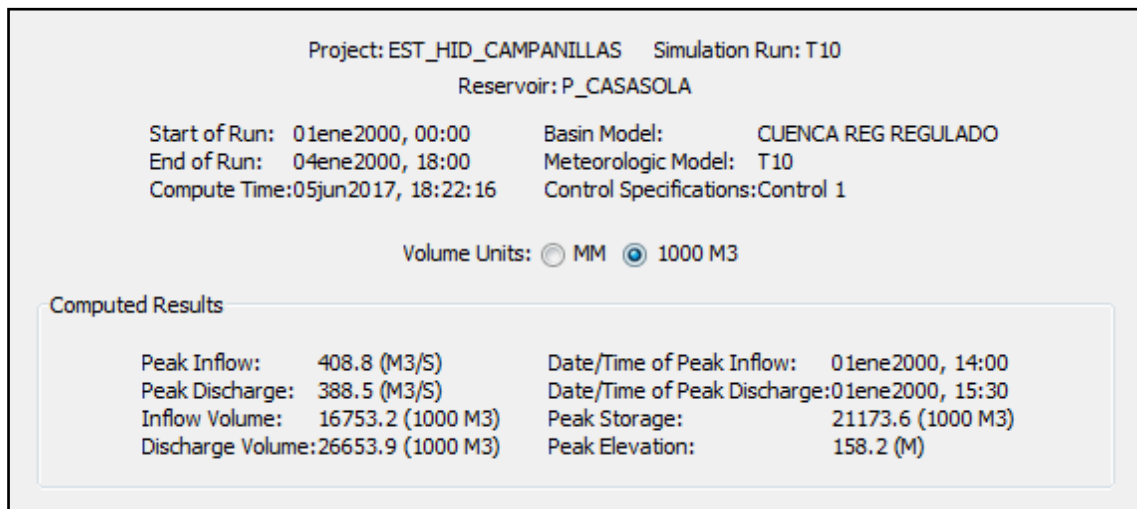 Project: EST_HID_CAMPANILLAS Simulation Run: T10
Reservoir: P_CASASOLA
Start of Run: 01ene2000, 00:00 Basin Model: CUENCA REG REGULADO
End of Run: 04ene2000, 18:00 Meteorologic Model: T10
Compute Time:05jun2017, 18:22:16 Control Specifications:Control 1
Volume Units: MM 1000 M3
Computed Results
Peak Inflow: 408.8 (M3/S) Date/Time of Peak Inflow: 01ene2000, 14:00
Peak Discharge: 388.5 (M3/S) Date/Time of Peak Discharge:01ene2000, 15:30
Inflow Volume: 16753.2 (1000 M3) Peak Storage: 21173.6 (1000 M3)
Discharge Volume:26653.9 (1000 M3) Peak Elevation: 158.2 (M)